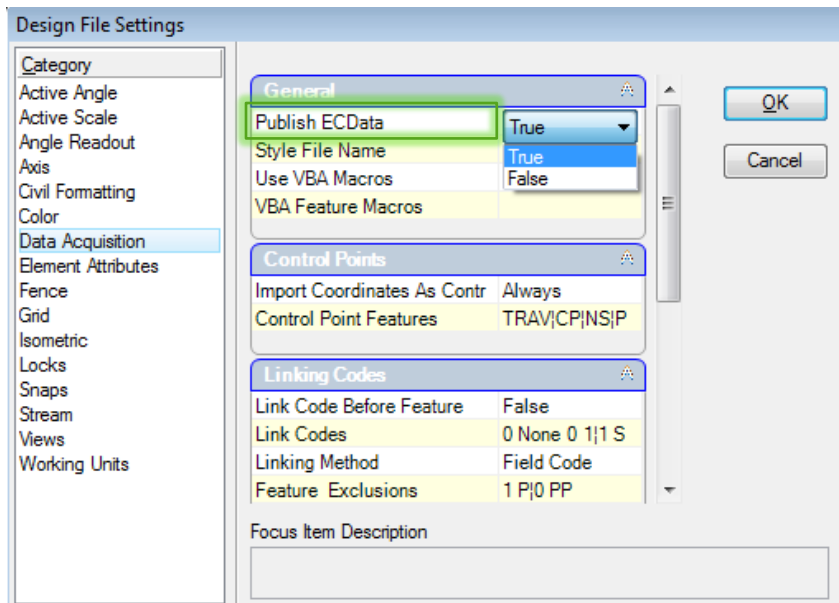 Design File Settings
Category
Active Angle
Active Scale
Angle Readout
Axis
Civil Formatting
Color
Data Acquisition
Element Attributes
Fence
Grid
Isometric
Locks
Snaps
Stream
Views
Working Units
General
Publish ECData True
Style File Name True
Use VBA Macros False
VBA Feature Macros
Control Points
Import Coordinates As Contr Always
Control Point Features TRAV¦CP¦NS¦P
Linking Codes
Link Code Before Feature False
Link Codes 0 None 0 1¦1 S
Linking Method Field Code
Feature Exclusions 1 P¦0 PP
Focus Item Description
OK
Cancel